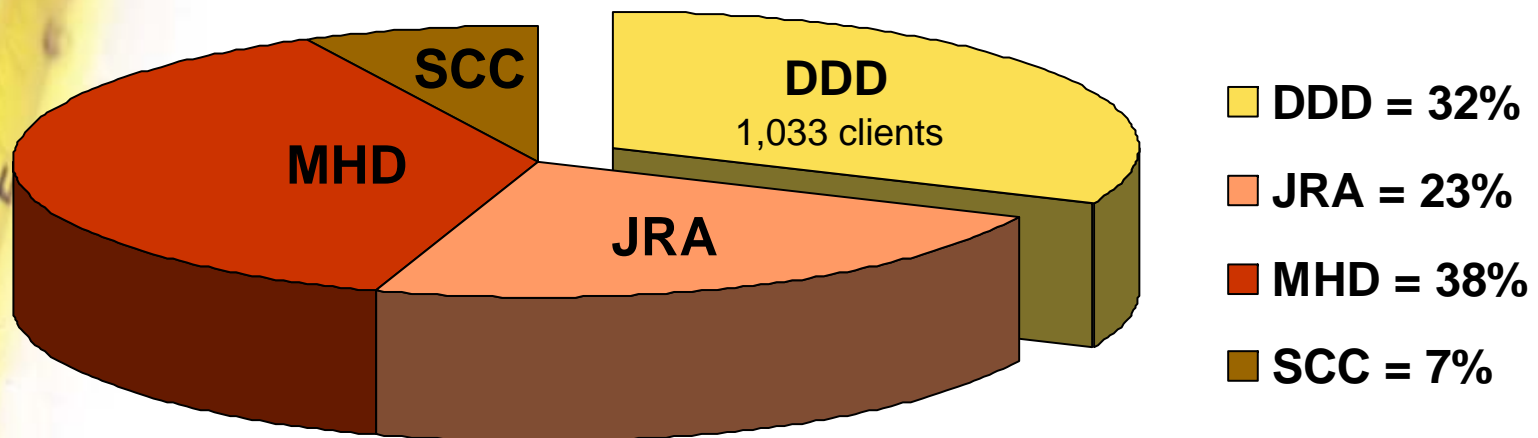 SCC
DDD
1,033 clients
MHD
JRA
DDD = 32%
JRA = 23%
MHD = 38%
SCC = 7%